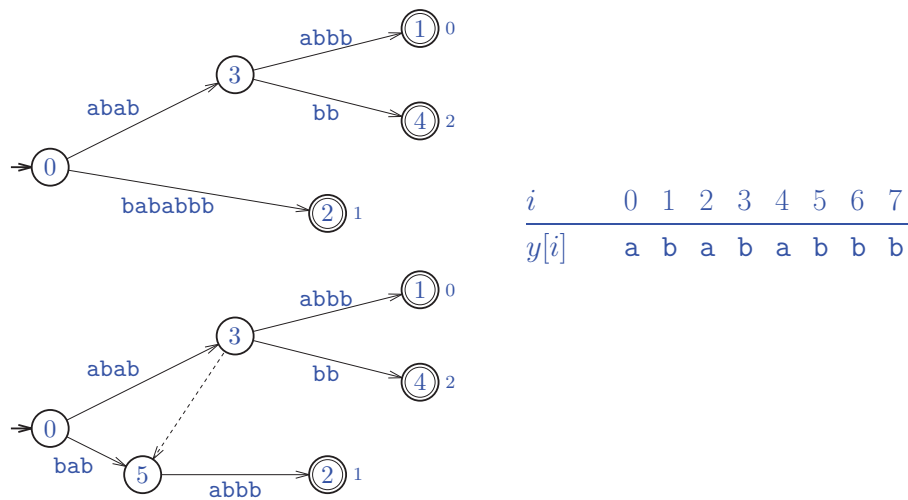 abbb 1 0
3
abab bb 4 2
0
bababbb 2 1
i 0 1 2 3 4 5 6 7
y[i] a b a b a b b b
abbb 1 0
3
abab bb 4 2
0
bab 5 abbb 2 1